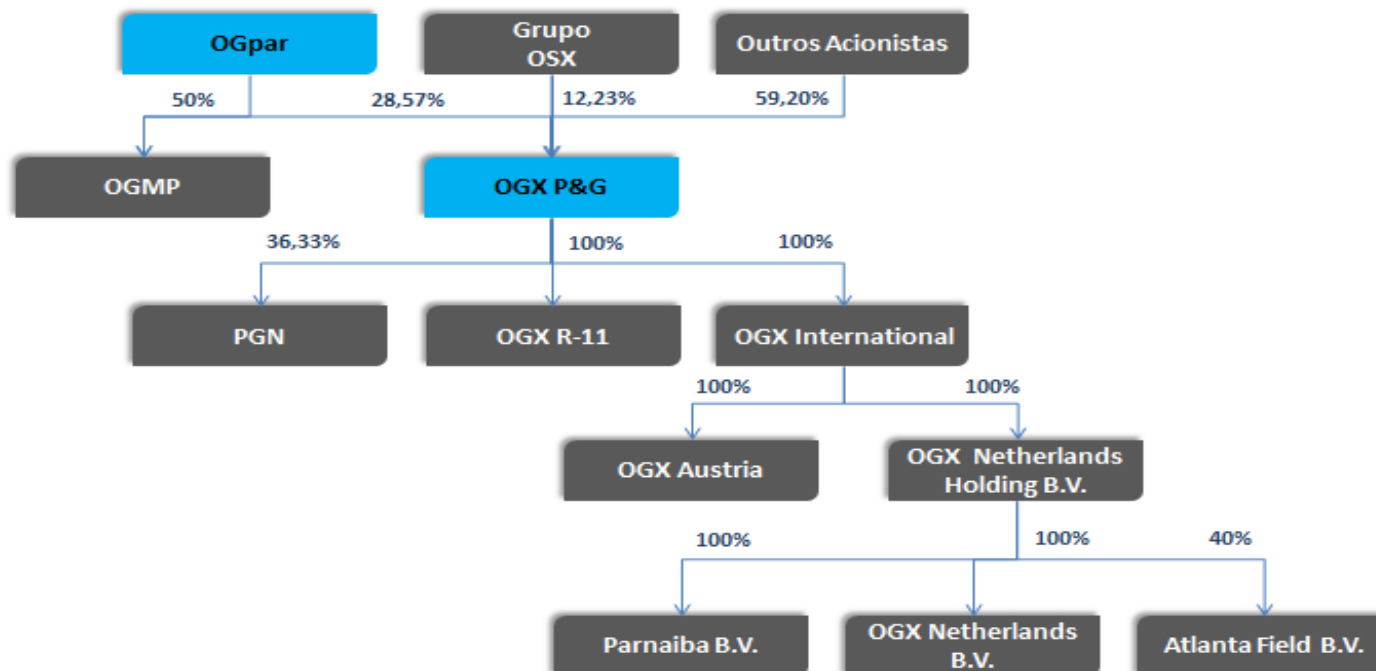 OGpar
Grupo
OSX
Outros Acionistas
50%
28,57%
12,23%
59,20%
OGMP
OGX P&G
36,33%
100%
100%
PGN
OGX R-11
OGX International
100%
100%
OGX Austria
OGX Netherlands
Holding B.V.
100%
100%
40%
Parnaiba B.V.
OGX Netherlands
B.V.
Atlanta Field B.V.